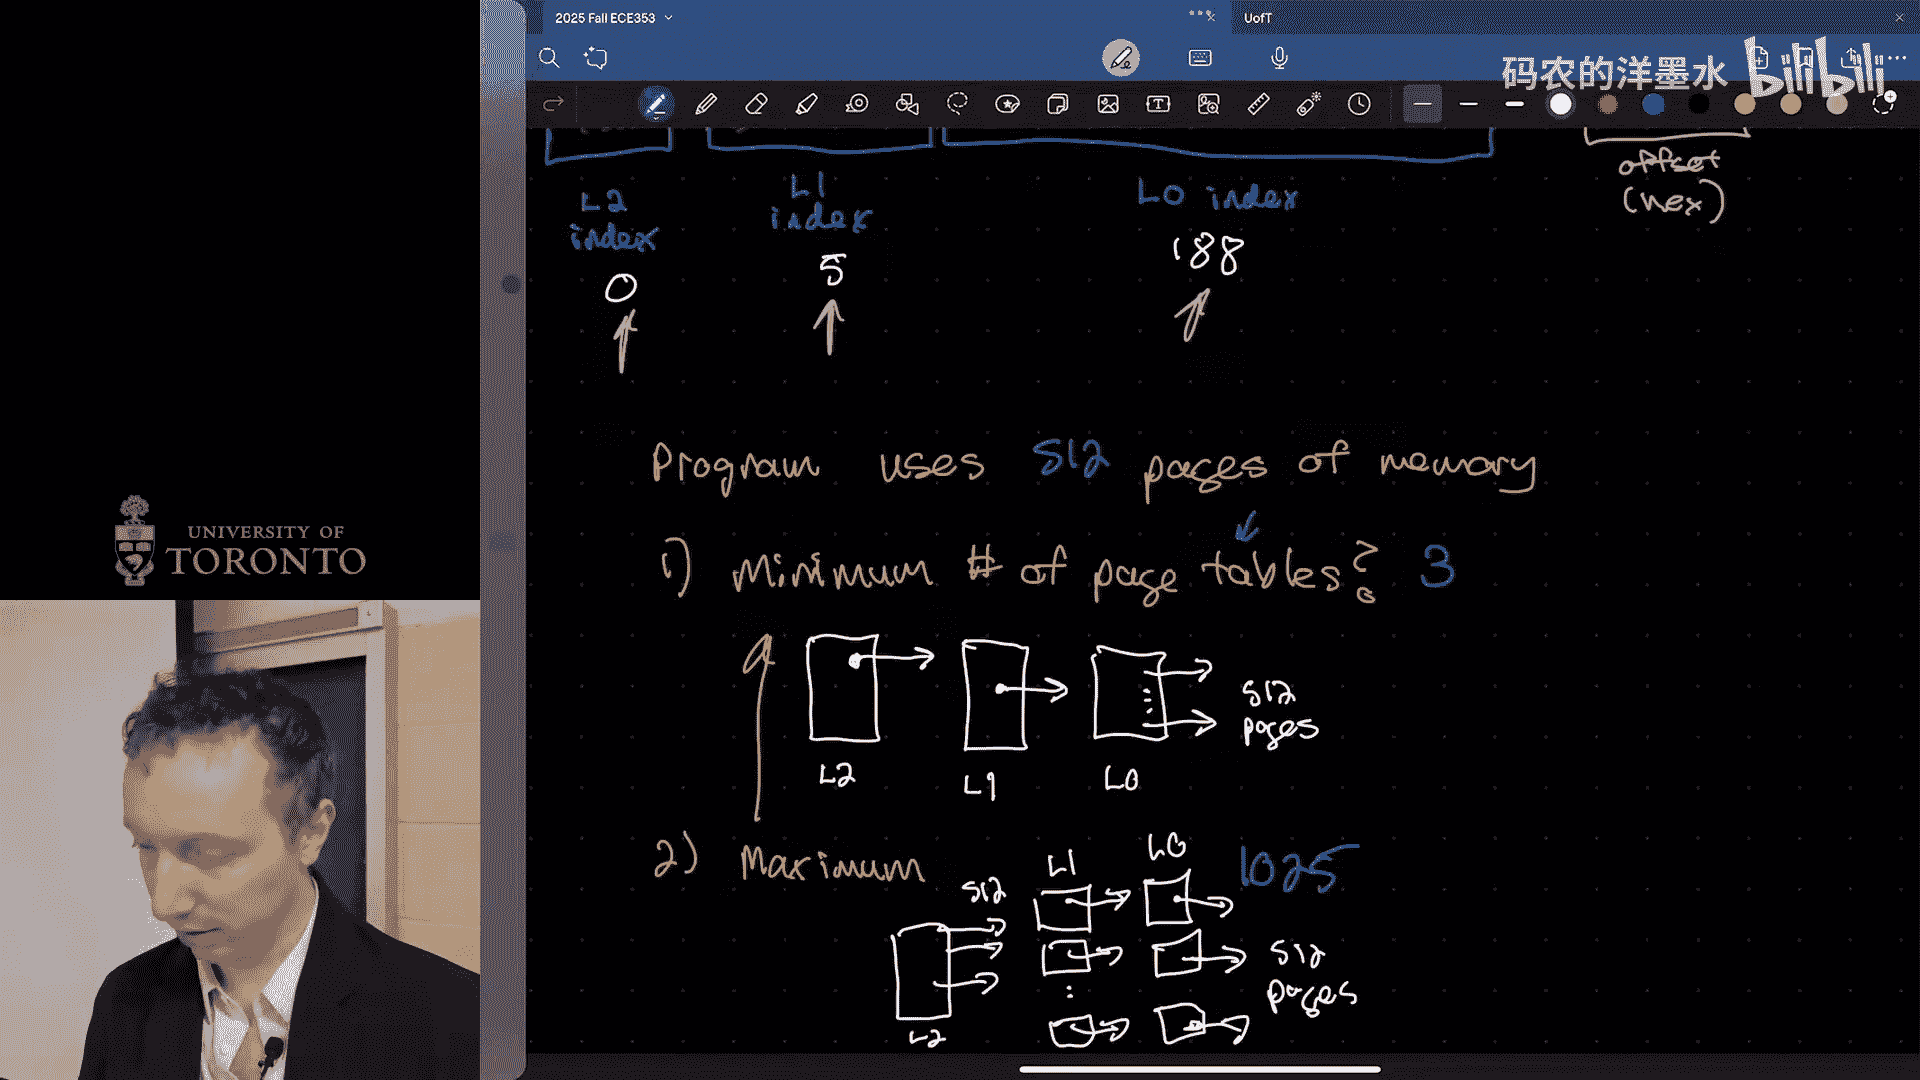 2025 Fall ECE353
UofT
码农的洋墨水 bilibili
offset
(hex)
L2
index
0
L1
index
5
L0 index
188
Program uses 512 pages of memory
1) Minimum # of page tables? 3
512
pages
L2
L1
L0
2) Maximum
512
L1
L0
1025
512
pages
L2
UNIVERSITY OF
TORONTO